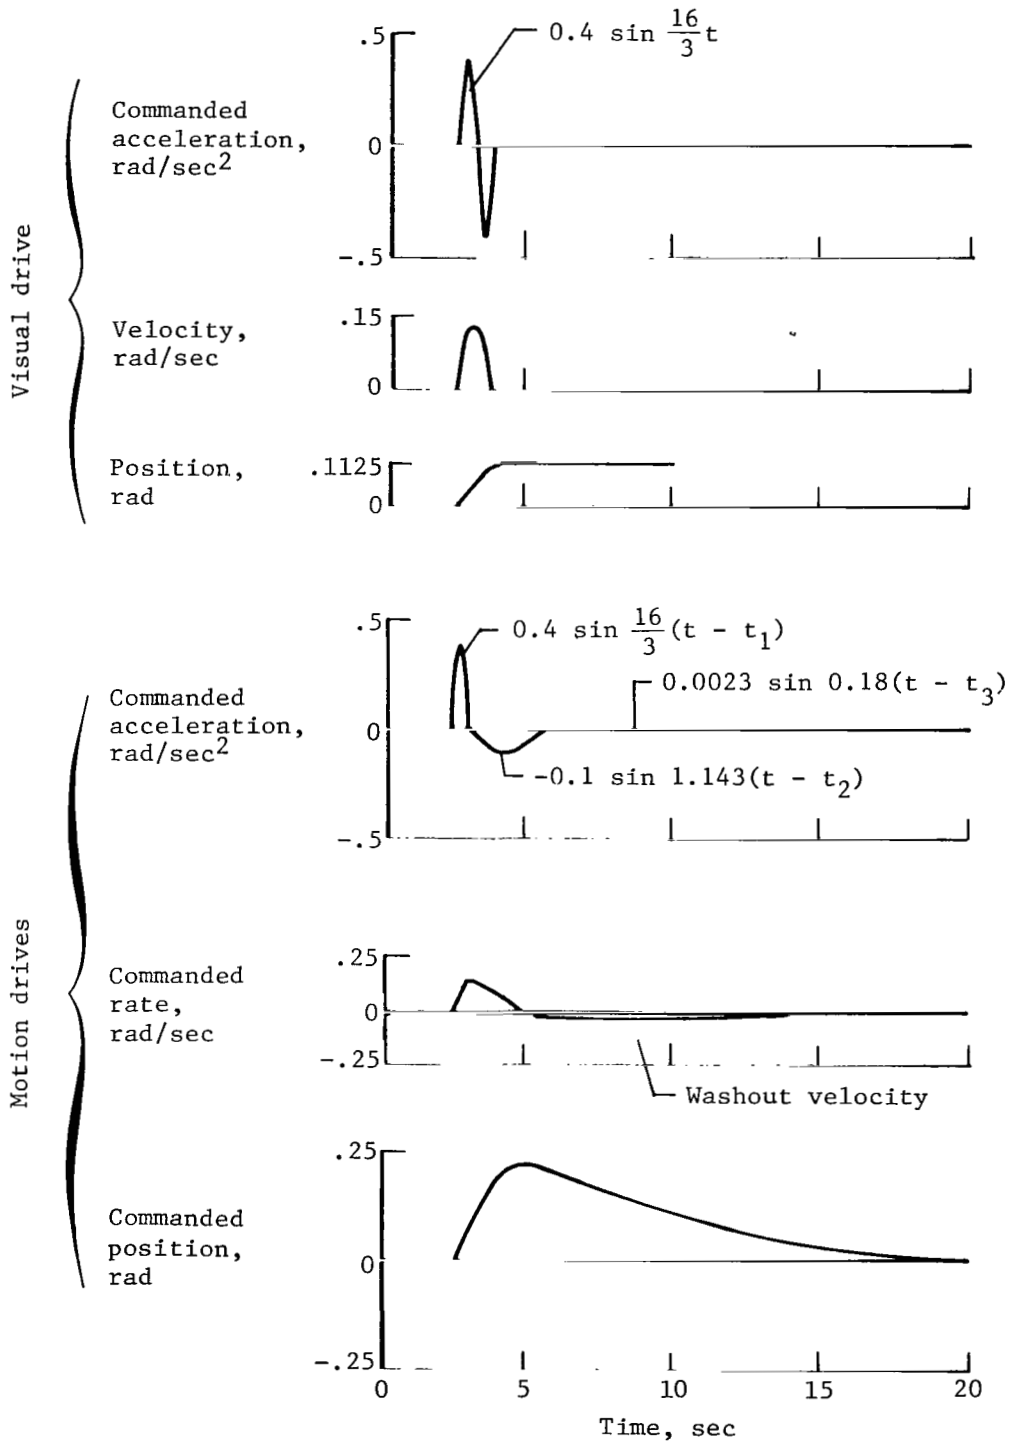 Visual drive
Commanded
acceleration,
rad/sec²
.5
0
-.5
0.4 sin 16/3 t
Velocity,
rad/sec
.15
0
Position,
rad
.1125
0
Motion drives
Commanded
acceleration,
rad/sec²
.5
0
-.5
0.4 sin 16/3 (t - t₁)
0.0023 sin 0.18(t - t₃)
-0.1 sin 1.143(t - t₂)
Commanded
rate,
rad/sec
.25
0
-.25
Washout velocity
Commanded
position,
rad
.25
0
-.25
0 5 10 15 20
Time, sec